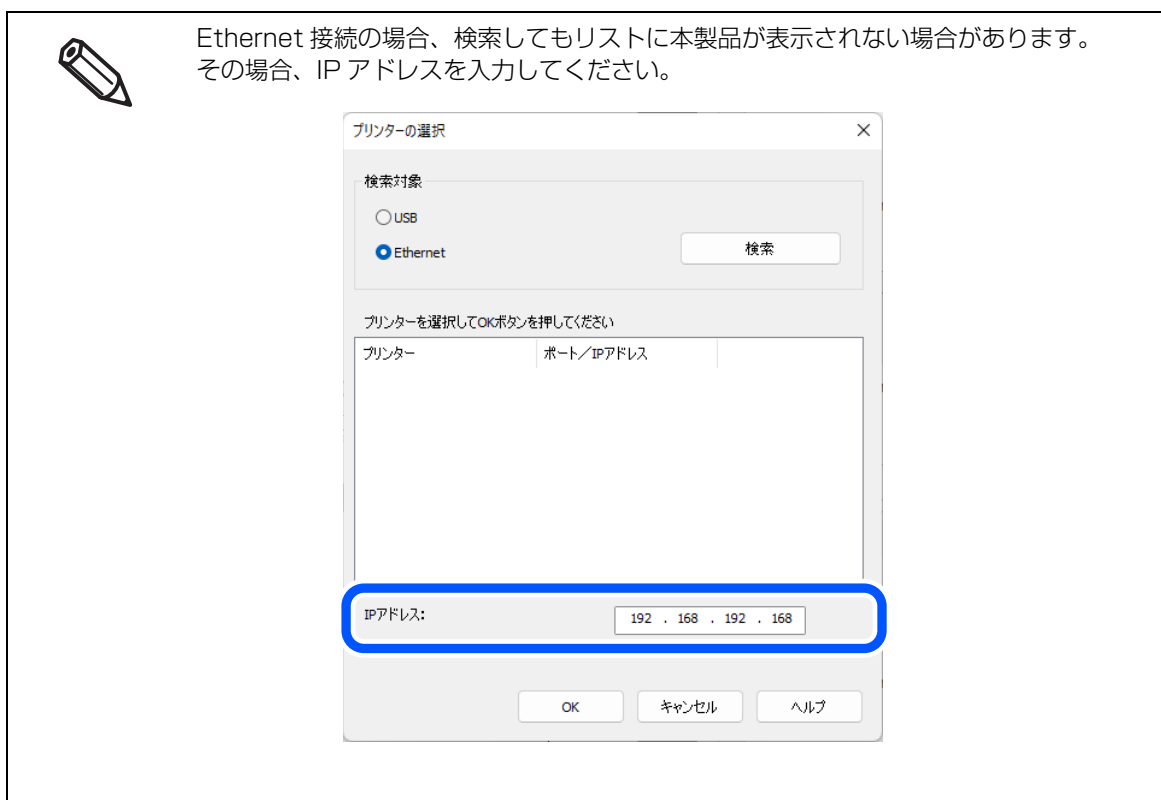 Ethernet 接続の場合、検索してもリストに本製品が表示されない場合があります。
その場合、IP アドレスを入力してください。
プリンターの選択
検索対象
USB
Ethernet
検索
プリンターを選択してOKボタンを押してください
プリンター ポート/IPアドレス
IPアドレス: 192 . 168 . 192 . 168
OK キャンセル ヘルプ